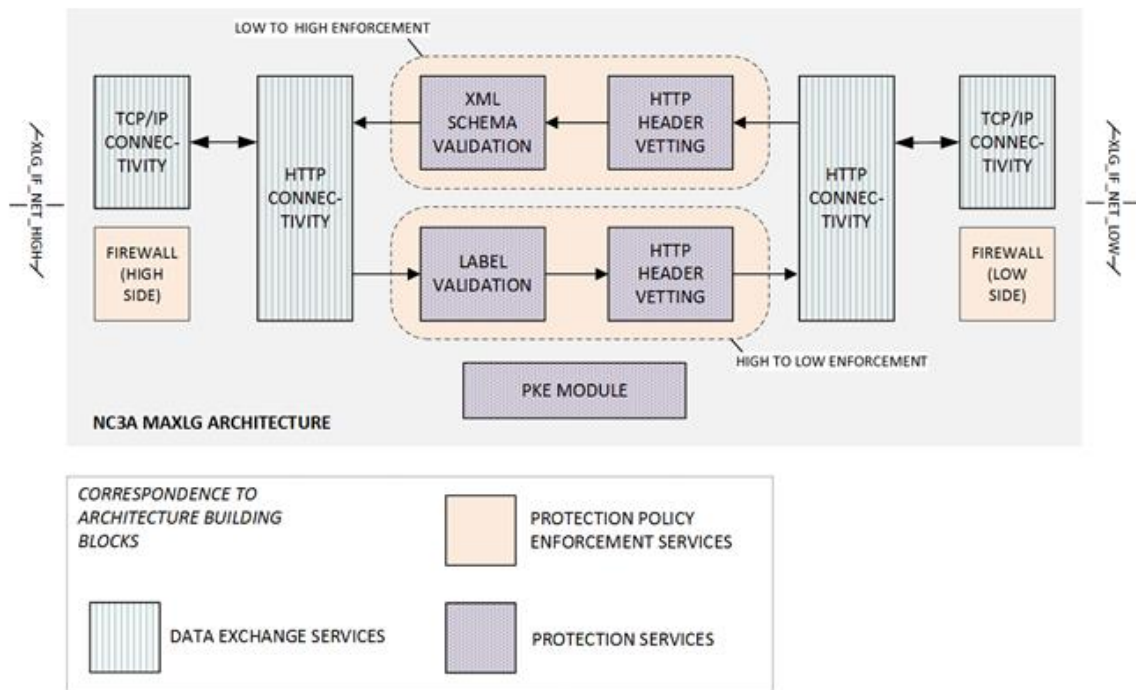 LOW TO HIGH ENFORCEMENT
TCP/IP
CONNEC-
TIVITY
HTTP
CONNEC-
TIVITY
XML
SCHEMA
VALIDATION
HTTP
HEADER
VETTING
HTTP
CONNEC-
TIVITY
TCP/IP
CONNEC-
TIVITY
XLG_IF_NET_HIGH
XLG_IF_NET_LOW
FIREWALL
(HIGH
SIDE)
LABEL
VALIDATION
HTTP
HEADER
VETTING
FIREWALL
(LOW
SIDE)
HIGH TO LOW ENFORCEMENT
PKE MODULE
NC3A MAXLG ARCHITECTURE
CORRESPONDENCE TO
ARCHITECTURE BUILDING
BLOCKS
PROTECTION POLICY
ENFORCEMENT SERVICES
DATA EXCHANGE SERVICES
PROTECTION SERVICES